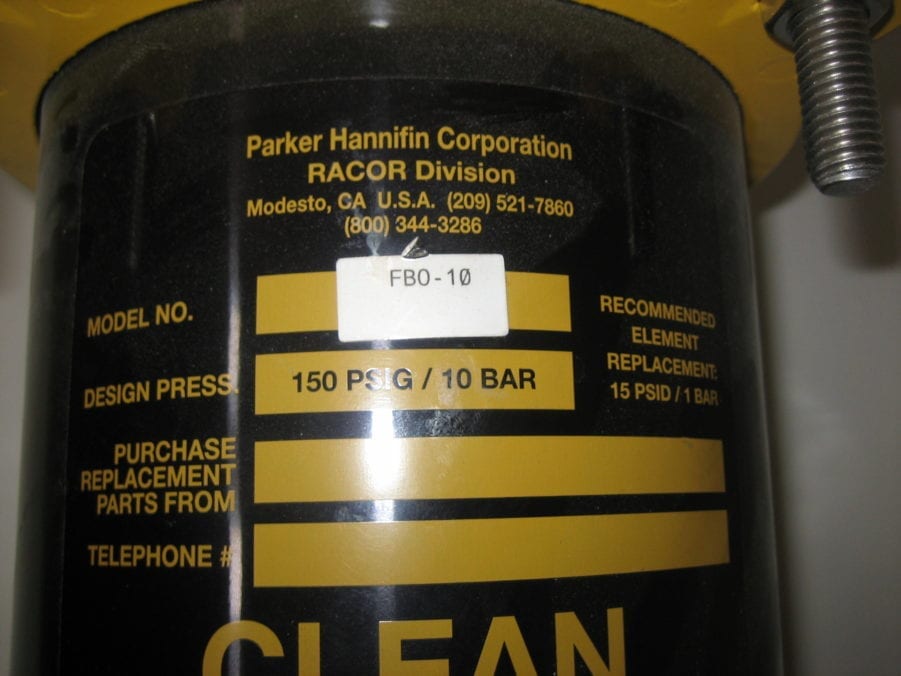 Parker Hannifin Corporation
RACOR Division
Modesto, CA U.S.A. (209) 521-7860
(800) 344-3286
MODEL NO.
FBO-10
DESIGN PRESS.
150 PSIG / 10 BAR
RECOMMENDED
ELEMENT
REPLACEMENT:
15 PSID / 1 BAR
PURCHASE
REPLACEMENT
PARTS FROM
TELEPHONE #
CLEAN